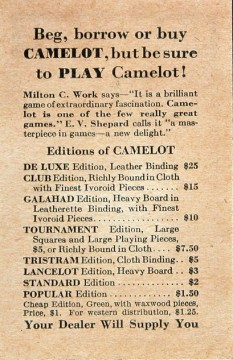 Beg, borrow or buy
CAMELOT, but be sure
to PLAY Camelot!
Milton C. Work says—"It is a brilliant
game of extraordinary fascination. Came-
lot is one of the few really great
games." E. V. Shepard calls it "a mas-
terpiece in games—a new delight."
Editions of CAMELOT
DE LUXE Edition, Leather Binding $25
CLUB Edition, Richly Bound in Cloth
with Finest Ivoroid Pieces ...... $15
GALAHAD Edition, Heavy Board in
Leatherette Binding, with Finest
Ivoroid Pieces ................ $10
TOURNAMENT Edition, Large
Squares and Large Playing Pieces,
$5, or Richly Bound in Cloth .. $7.50
TRISTRAM Edition, Cloth Binding.. $5
LANCELOT Edition, Heavy Board .. $3
STANDARD Edition .............. $2
POPULAR Edition .............. $1.50
Cheap Edition, Green, with waxwood pieces,
Price, $1. For western distribution, $1.25.
Your Dealer Will Supply You